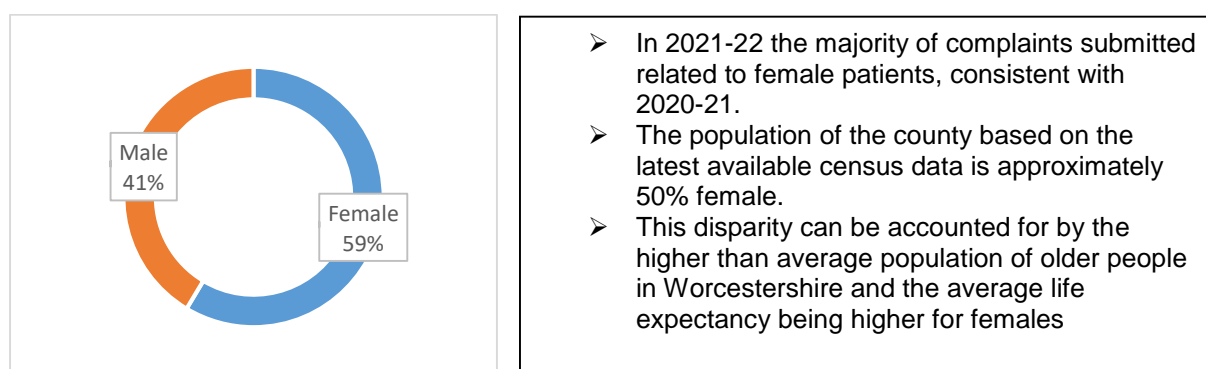 Male
41%
Female
59%
➢ In 2021-22 the majority of complaints submitted
related to female patients, consistent with
2020-21.
➢ The population of the county based on the
latest available census data is approximately
50% female.
➢ This disparity can be accounted for by the
higher than average population of older people
in Worcestershire and the average life
expectancy being higher for females